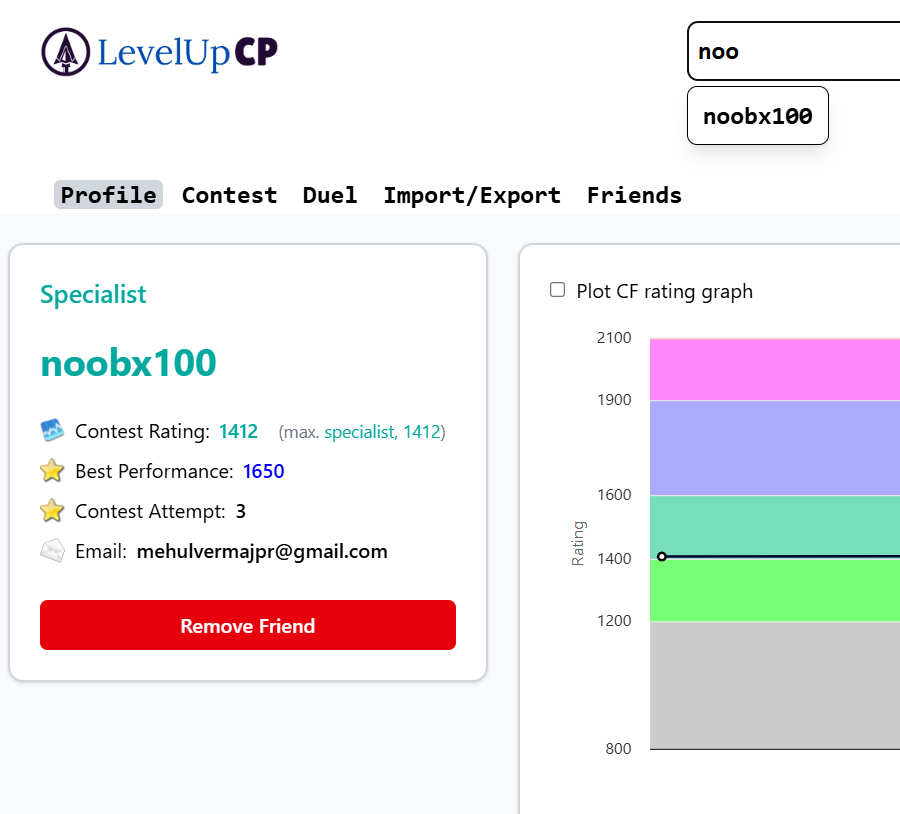 LevelUp CP
noo
noobx100
Profile Contest Duel Import/Export Friends
Specialist
noobx100
Contest Rating: 1412 (max. specialist, 1412)
Best Performance: 1650
Contest Attempt: 3
Email: mehulvermajpr@gmail.com
Remove Friend
Plot CF rating graph
2100
1900
1600
1400
1200
800
Rating